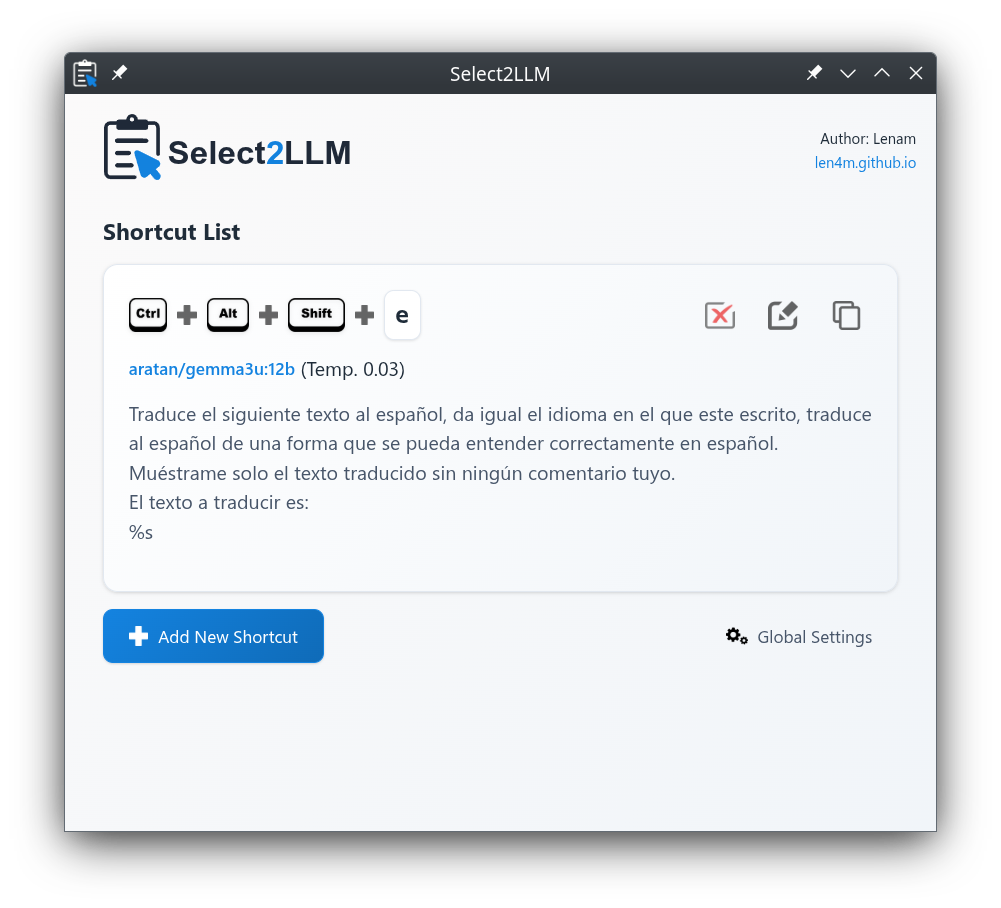 Select2LLM
Select2LLM
Author: Lenam
len4m.github.io
Shortcut List
Ctrl + Alt + Shift + e
aratan/gemma3u:12b (Temp. 0.03)
Traduce el siguiente texto al español, da igual el idioma en el que este escrito, traduce
al español de una forma que se pueda entender correctamente en español.
Muéstrame solo el texto traducido sin ningún comentario tuyo.
El texto a traducir es:
%s
Add New Shortcut
Global Settings